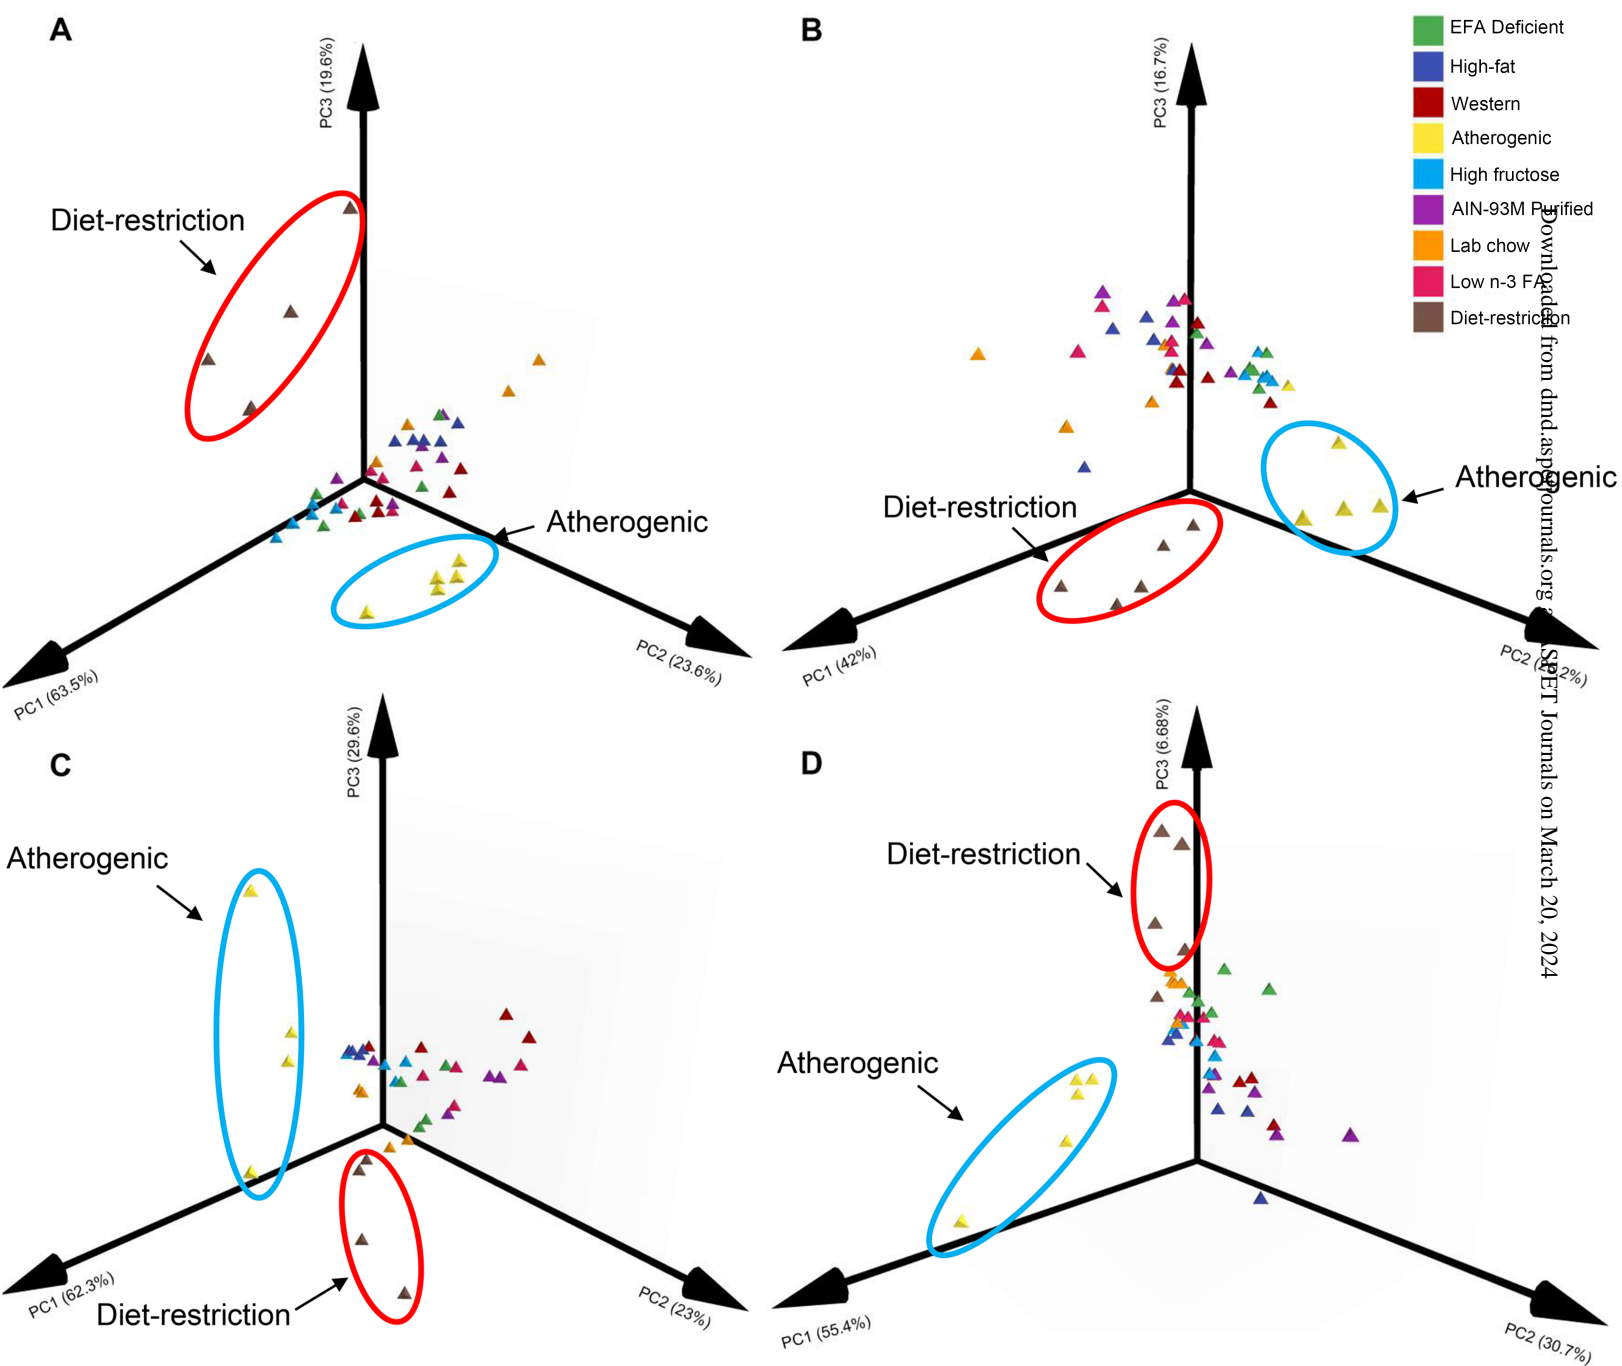 A
PC3 (19.6%)
Diet-restriction
Atherogenic
PC1 (63.5%)
PC2 (23.6%)
B
PC3 (16.7%)
Diet-restriction
Atherogenic
PC1 (42%)
PC2 (
2%)
EFA Deficient
High-fat
Western
Atherogenic
High fructose
AIN-93M Purified
Lab chow
Low n-3 FA
Diet-restriction
C
PC3 (29.6%)
Atherogenic
Diet-restriction
PC1 (62.3%)
PC2 (23%)
D
PC3 (6.68%)
Diet-restriction
Atherogenic
PC1 (55.4%)
PC2 (30.7%)
Downloaded from dmd.aspetjournals.org ASPET Journals on March 20, 2024